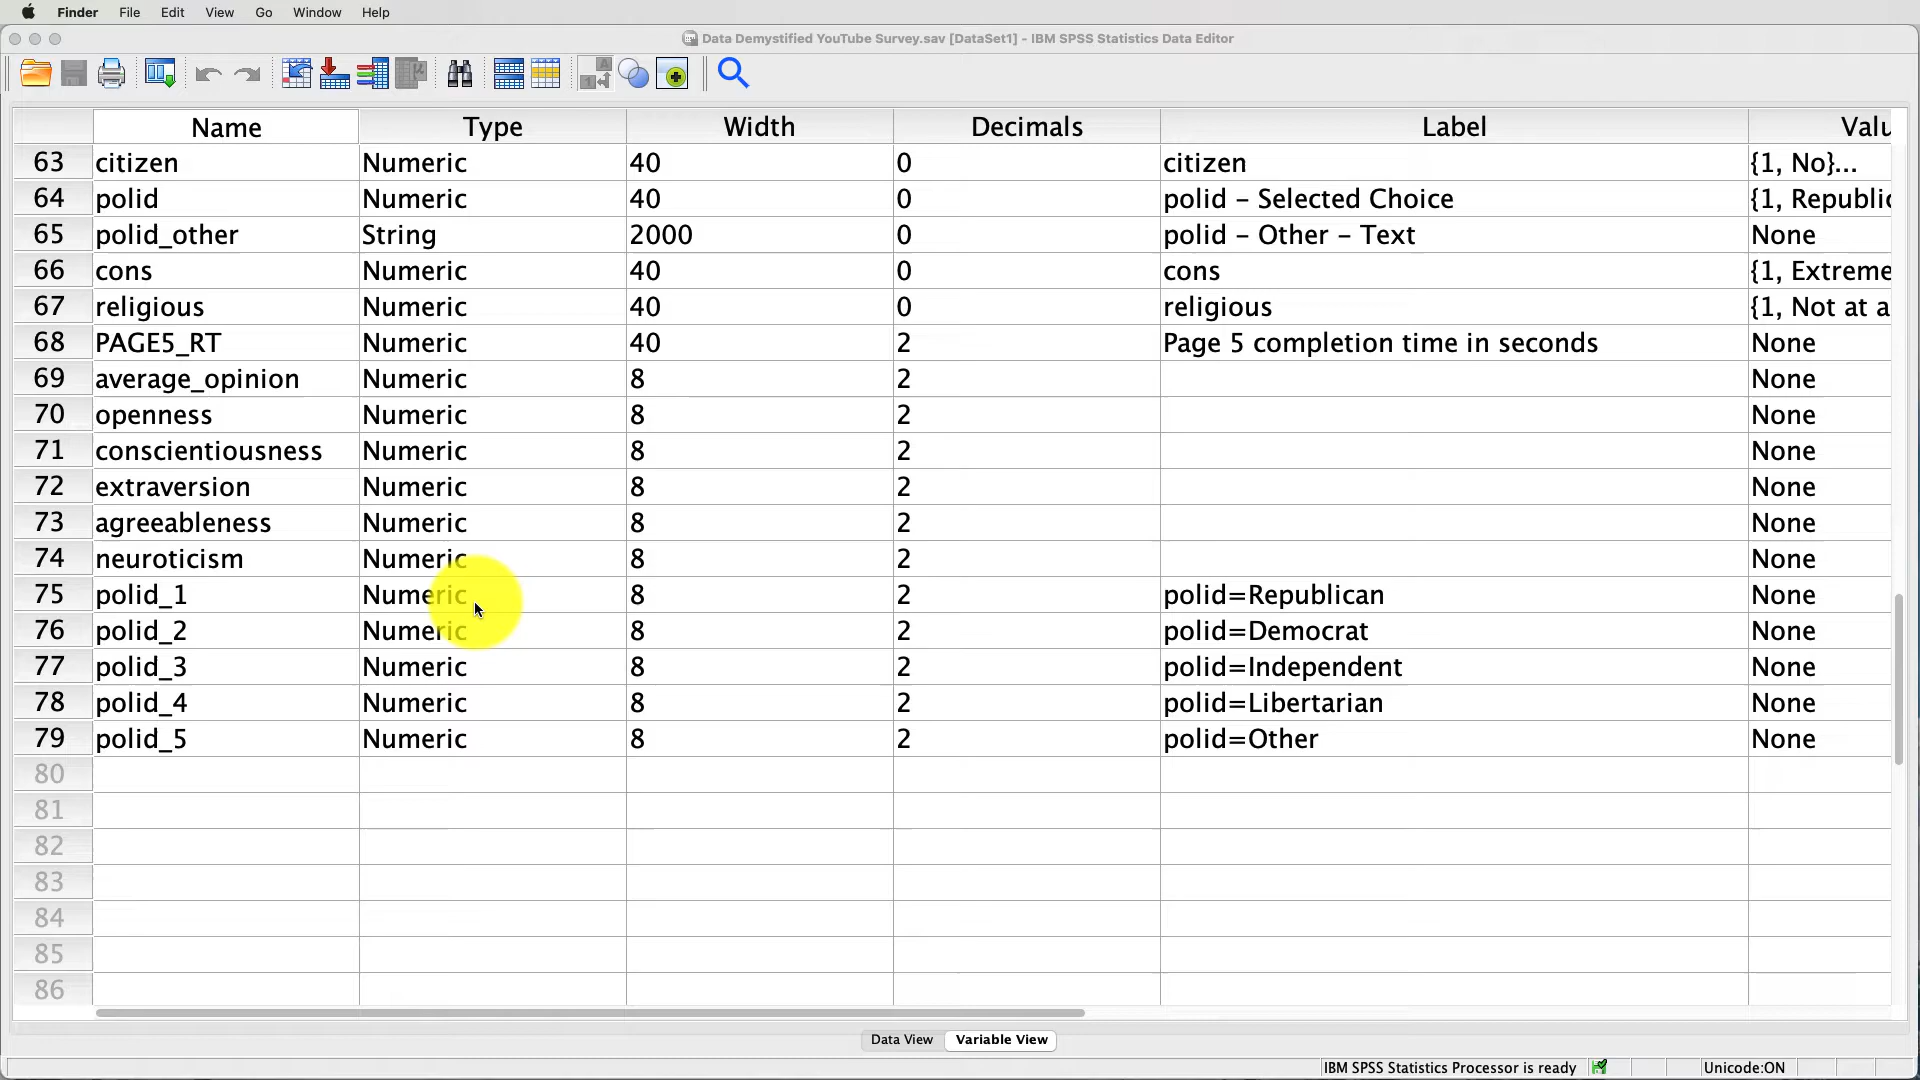 Finder File Edit View Go Window Help
Data Demystified YouTube Survey.sav [DataSet1] - IBM SPSS Statistics Data Editor
Name Type Width Decimals Label Valu
63 citizen Numeric 40 0 citizen {1, No}...
64 polid Numeric 40 0 polid - Selected Choice {1, Republic
65 polid_other String 2000 0 polid - Other - Text None
66 cons Numeric 40 0 cons {1, Extreme
67 religious Numeric 40 0 religious {1, Not at a
68 PAGE5_RT Numeric 40 2 Page 5 completion time in seconds None
69 average_opinion Numeric 8 2 None
70 openness Numeric 8 2 None
71 conscientiousness Numeric 8 2 None
72 extraversion Numeric 8 2 None
73 agreeableness Numeric 8 2 None
74 neuroticism Numeric 8 2 None
75 polid_1 Numeric 8 2 polid=Republican None
76 polid_2 Numeric 8 2 polid=Democrat None
77 polid_3 Numeric 8 2 polid=Independent None
78 polid_4 Numeric 8 2 polid=Libertarian None
79 polid_5 Numeric 8 2 polid=Other None
80
81
82
83
84
85
86
Data View Variable View
IBM SPSS Statistics Processor is ready Unicode:ON